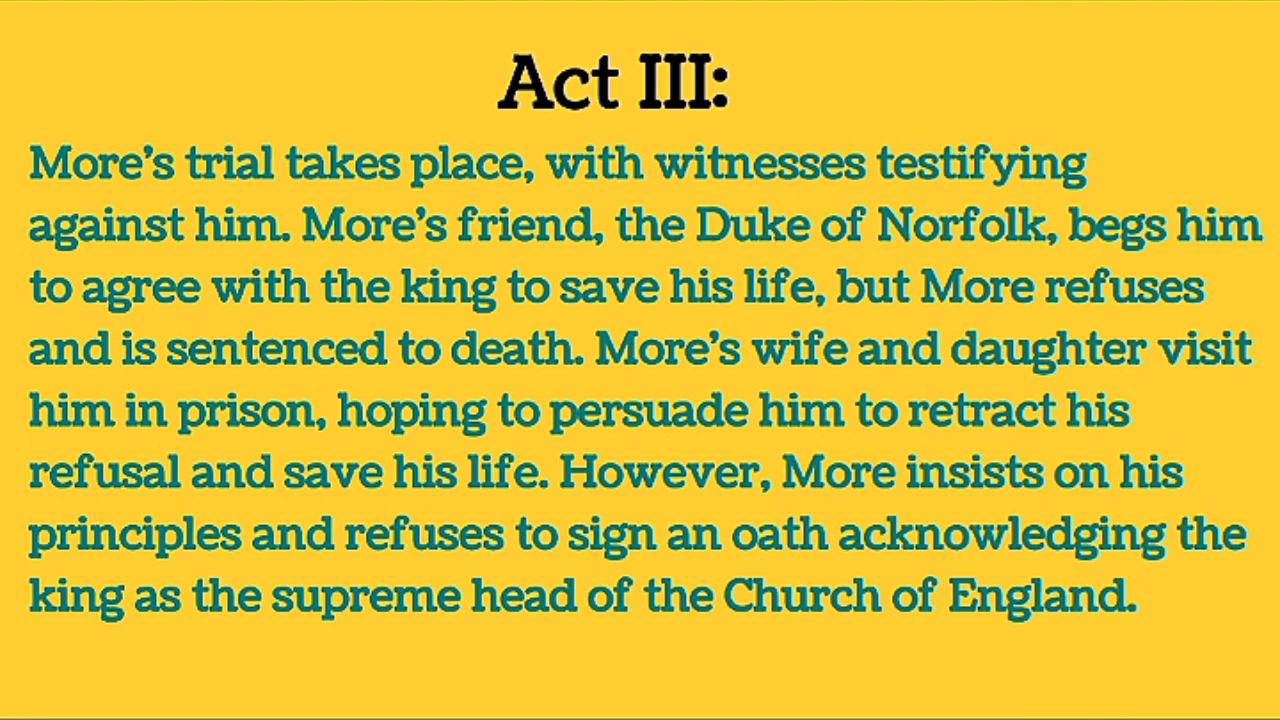 Act III:
More's trial takes place, with witnesses testifying
against him. More's friend, the Duke of Norfolk, begs him
to agree with the king to save his life, but More refuses
and is sentenced to death. More's wife and daughter visit
him in prison, hoping to persuade him to retract his
refusal and save his life. However, More insists on his
principles and refuses to sign an oath acknowledging the
king as the supreme head of the Church of England.